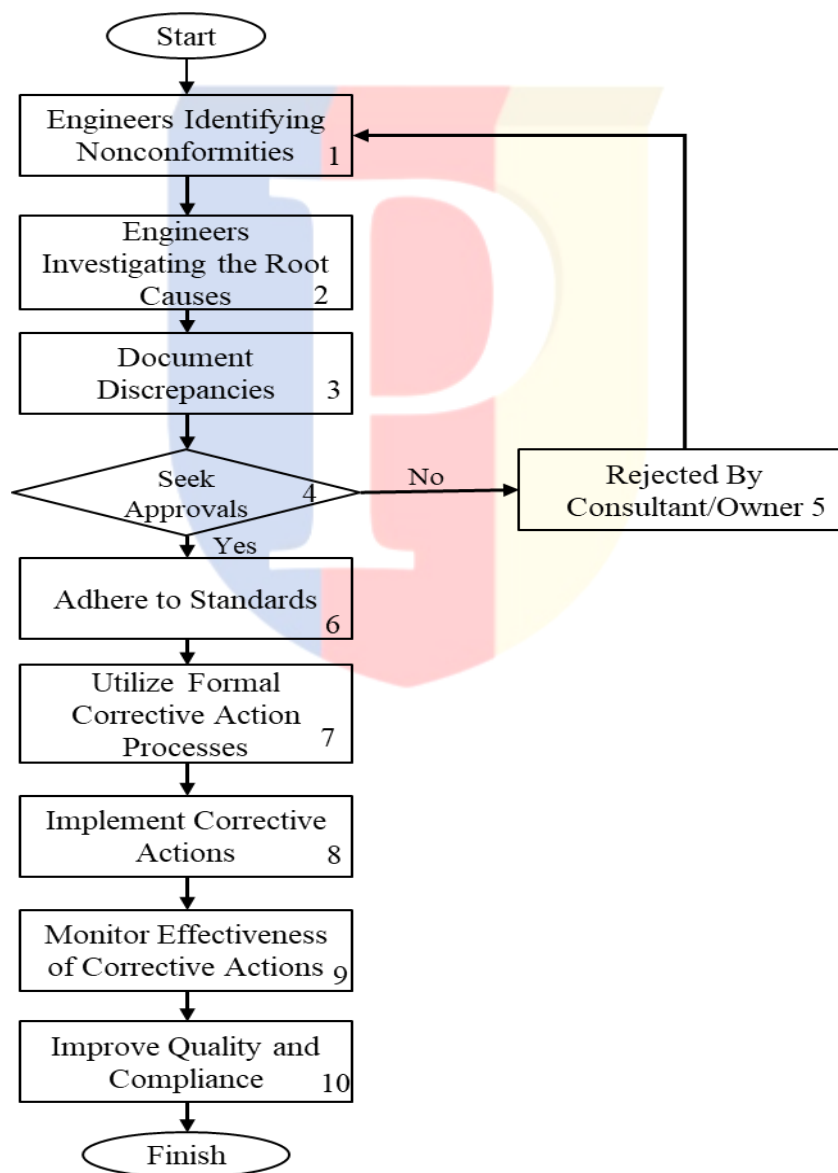 Start
Engineers Identifying
Nonconformities 1
Engineers
Investigating the Root
Causes 2
Document
Discrepancies 3
Seek
Approvals 4
No
Rejected By
Consultant/Owner 5
Yes
Adhere to Standards
6
Utilize Formal
Corrective Action
Processes 7
Implement Corrective
Actions 8
Monitor Effectiveness
of Corrective Actions 9
Improve Quality and
Compliance 10
Finish
P